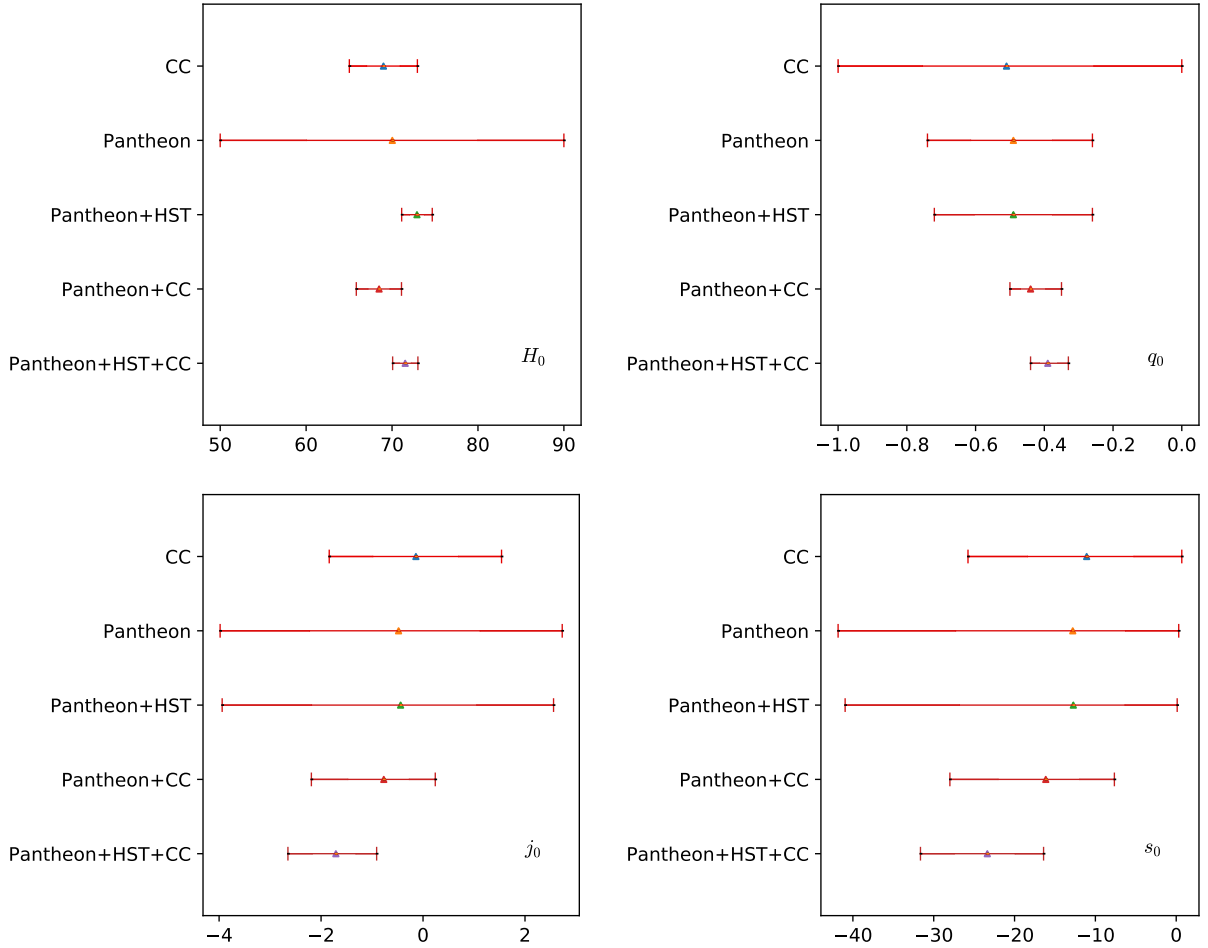 CC
Pantheon
Pantheon+HST
Pantheon+CC
Pantheon+HST+CC
H₀
50 60 70 80 90
CC
Pantheon
Pantheon+HST
Pantheon+CC
Pantheon+HST+CC
q₀
−1.0 −0.8 −0.6 −0.4 −0.2 0.0
CC
Pantheon
Pantheon+HST
Pantheon+CC
Pantheon+HST+CC
j₀
−4 −2 0 2
CC
Pantheon
Pantheon+HST
Pantheon+CC
Pantheon+HST+CC
s₀
−40 −30 −20 −10 0